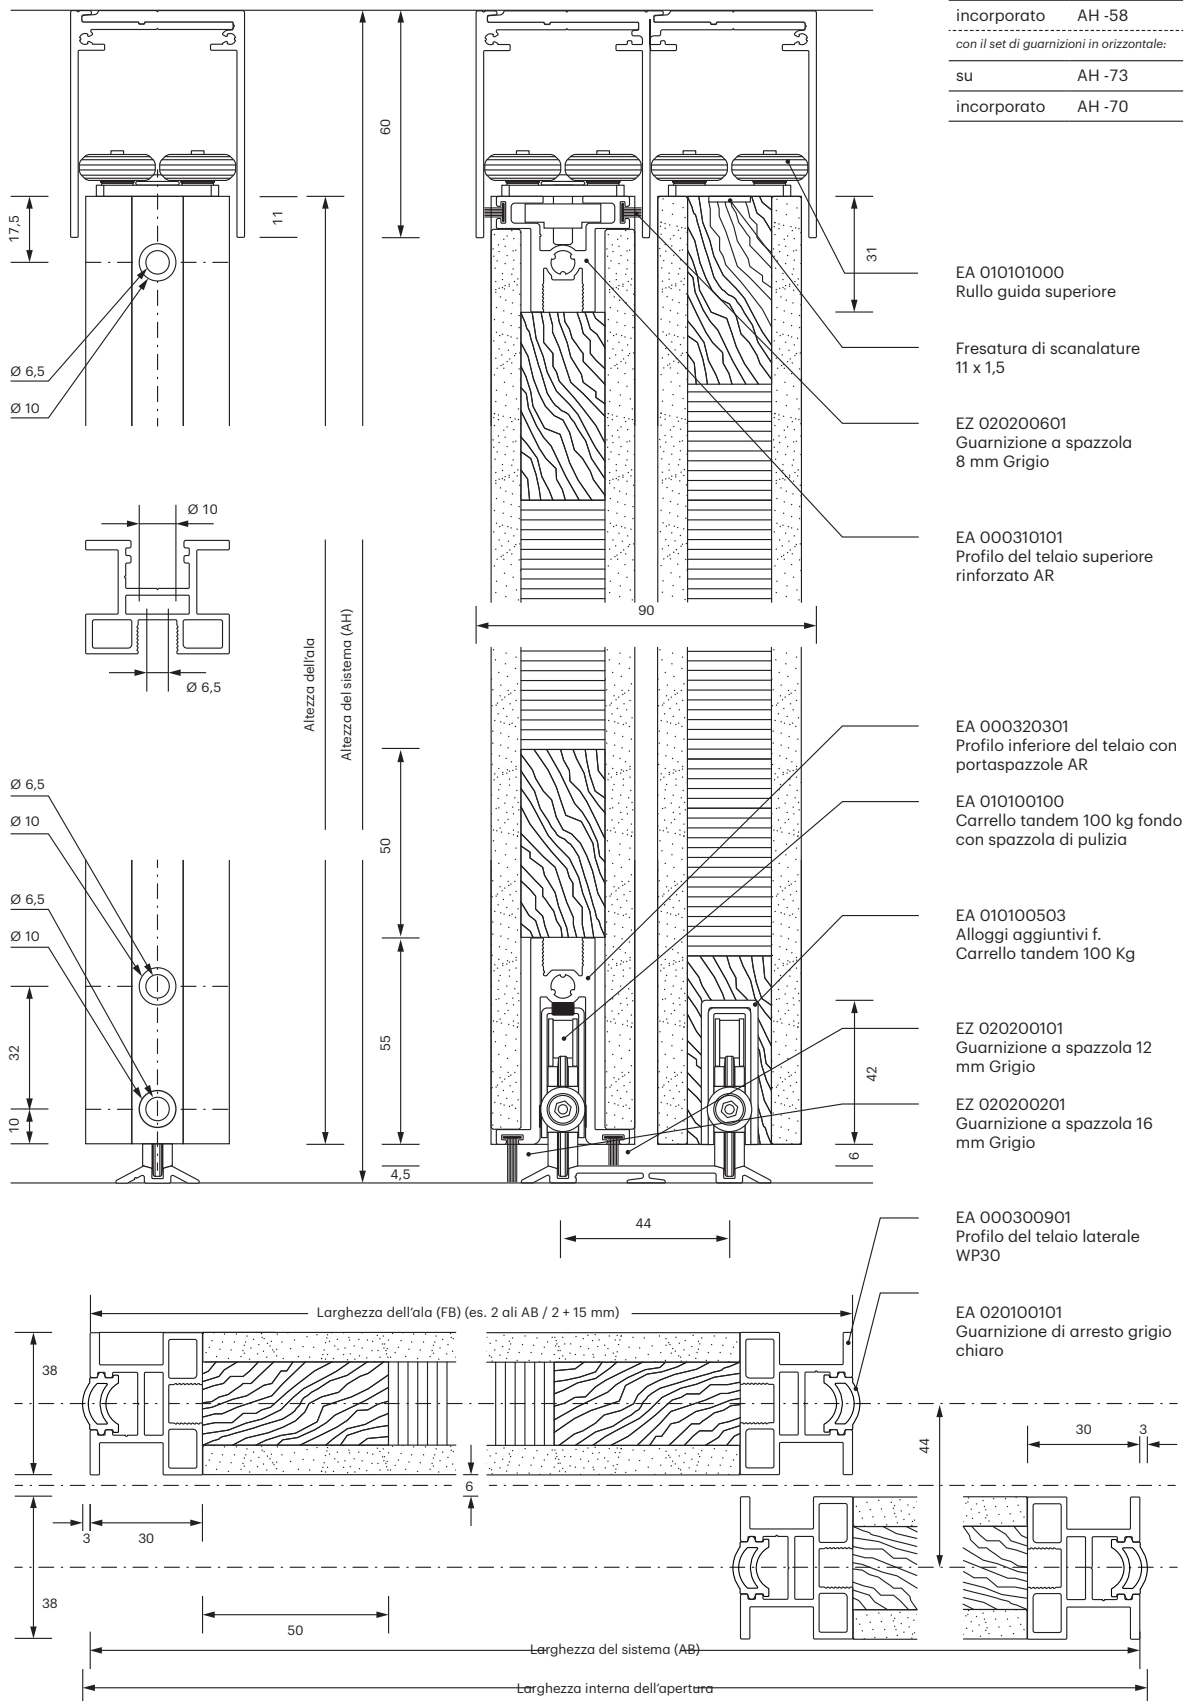 incorporato AH -58
con il set di guarnizioni in orizzontale:
su AH -73
incorporato AH -70
60
17,5
11
31
EA 010101000
Rullo guida superiore
Fresatura di scanalature
11 x 1,5
Ø 6,5
Ø 10
EZ 020200601
Guarnizione a spazzola
8 mm Grigio
Ø 10
EA 000310101
Profilo del telaio superiore
rinforzato AR
90
Altezza dell'ala
Altezza del sistema (AH)
Ø 6,5
EA 000320301
Profilo inferiore del telaio con
portaspazzole AR
Ø 6,5
Ø 10
50
EA 010100100
Carrello tandem 100 kg fondo
con spazzola di pulizia
Ø 6,5
Ø 10
EA 010100503
Alloggi aggiuntivi f.
Carrello tandem 100 Kg
32
55
42
EZ 020200101
Guarnizione a spazzola 12
mm Grigio
10
EZ 020200201
Guarnizione a spazzola 16
mm Grigio
6
4,5
44
EA 000300901
Profilo del telaio laterale
WP30
Larghezza dell'ala (FB) (es. 2 ali AB / 2 + 15 mm)
EA 020100101
Guarnizione di arresto grigio
chiaro
38
44
30 3
6
3 30
38
50
Larghezza del sistema (AB)
Larghezza interna dell'apertura